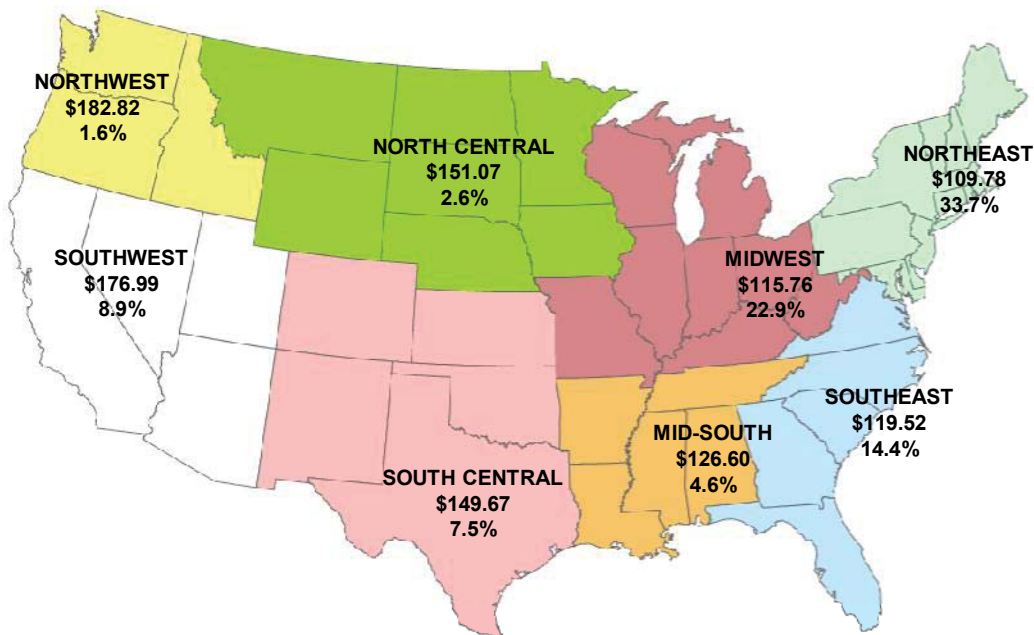 NORTHWEST
$182.82
1.6%
NORTH CENTRAL
$151.07
2.6%
NORTHEAST
$109.78
33.7%
SOUTHWEST
$176.99
8.9%
MIDWEST
$115.76
22.9%
SOUTHEAST
$119.52
14.4%
MID-SOUTH
$126.60
4.6%
SOUTH CENTRAL
$149.67
7.5%